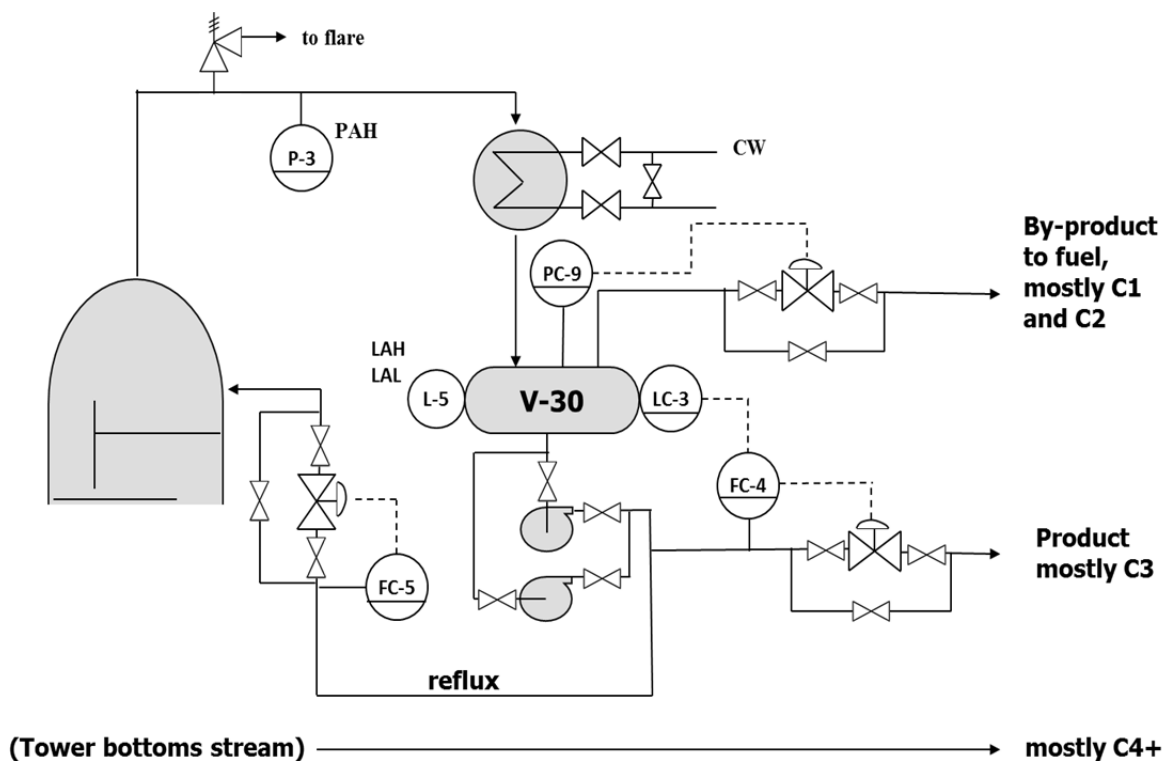 to flare
PAH
P-3
CW
PC-9
By-product
to fuel,
mostly C1
and C2
LAH
LAL
L-5
V-30
LC-3
FC-4
FC-5
Product
mostly C3
reflux
(Tower bottoms stream)
mostly C4+